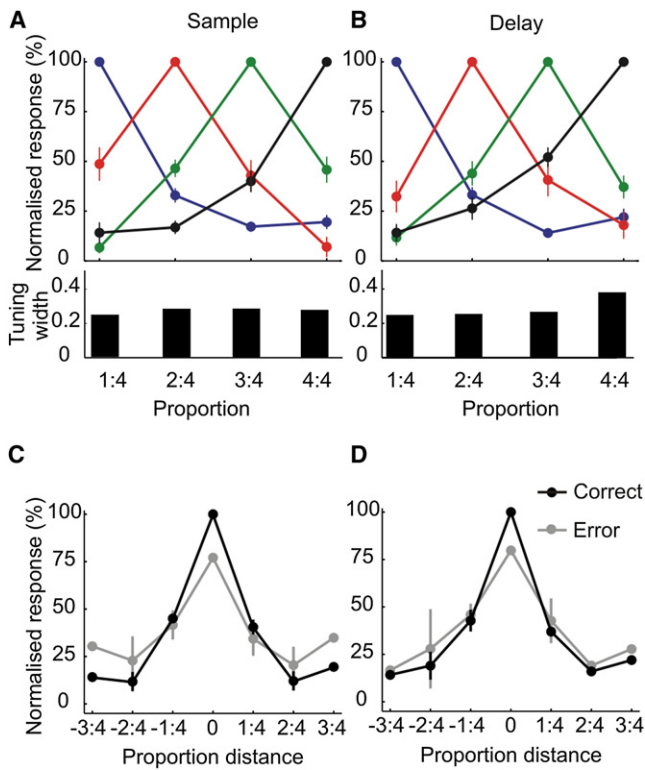 A Sample
B Delay
Normalised response (%)
100
75
50
25
0
100
75
50
25
0
Tuning
width
0.4
0.2
0
0.4
0.2
0
1:4 2:4 3:4 4:4
1:4 2:4 3:4 4:4
Proportion
Proportion
C
D
Normalised response (%)
100
75
50
25
0
100
75
50
25
0
Correct
Error
-3:4 -2:4 -1:4 0 1:4 2:4 3:4
-3:4 -2:4 -1:4 0 1:4 2:4 3:4
Proportion distance
Proportion distance